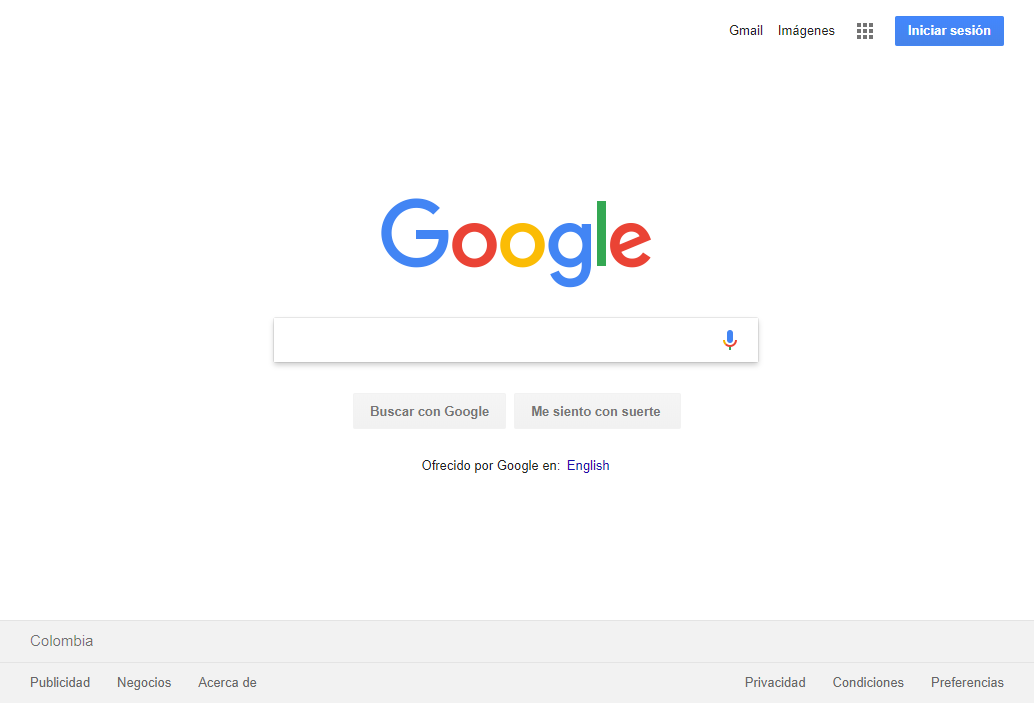 Gmail Imágenes Iniciar sesión
Google
Buscar con Google Me siento con suerte
Ofrecido por Google en: English
Colombia
Publicidad Negocios Acerca de Privacidad Condiciones Preferencias